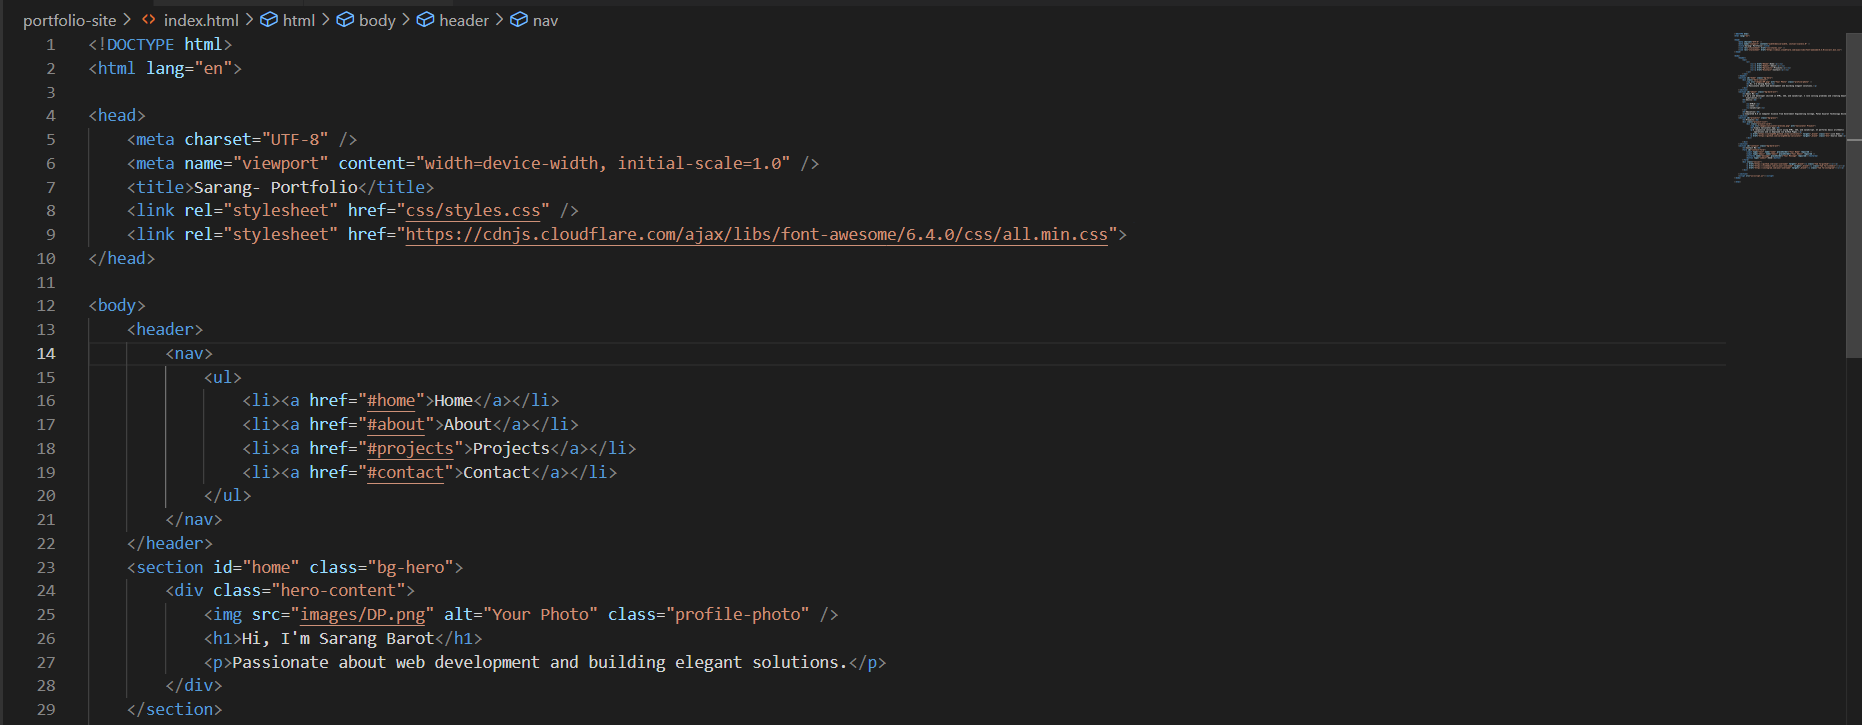 portfolio-site > index.html > html > body > header > nav
1 <!DOCTYPE html>
2 <html lang="en">
3
4 <head>
5     <meta charset="UTF-8" />
6     <meta name="viewport" content="width=device-width, initial-scale=1.0" />
7     <title>Sarang- Portfolio</title>
8     <link rel="stylesheet" href="css/styles.css" />
9     <link rel="stylesheet" href="https://cdnjs.cloudflare.com/ajax/libs/font-awesome/6.4.0/css/all.min.css">
10 </head>
11
12 <body>
13     <header>
14         <nav>
15             <ul>
16                 <li><a href="#home">Home</a></li>
17                 <li><a href="#about">About</a></li>
18                 <li><a href="#projects">Projects</a></li>
19                 <li><a href="#contact">Contact</a></li>
20             </ul>
21         </nav>
22     </header>
23     <section id="home" class="bg-hero">
24         <div class="hero-content">
25             <img src="images/DP.png" alt="Your Photo" class="profile-photo" />
26             <h1>Hi, I'm Sarang Barot</h1>
27             <p>Passionate about web development and building elegant solutions.</p>
28         </div>
29     </section>